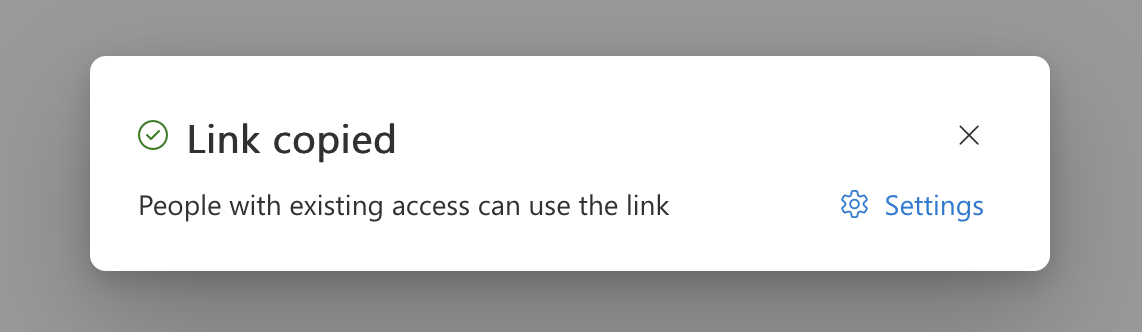 Link copied
People with existing access can use the link
Settings